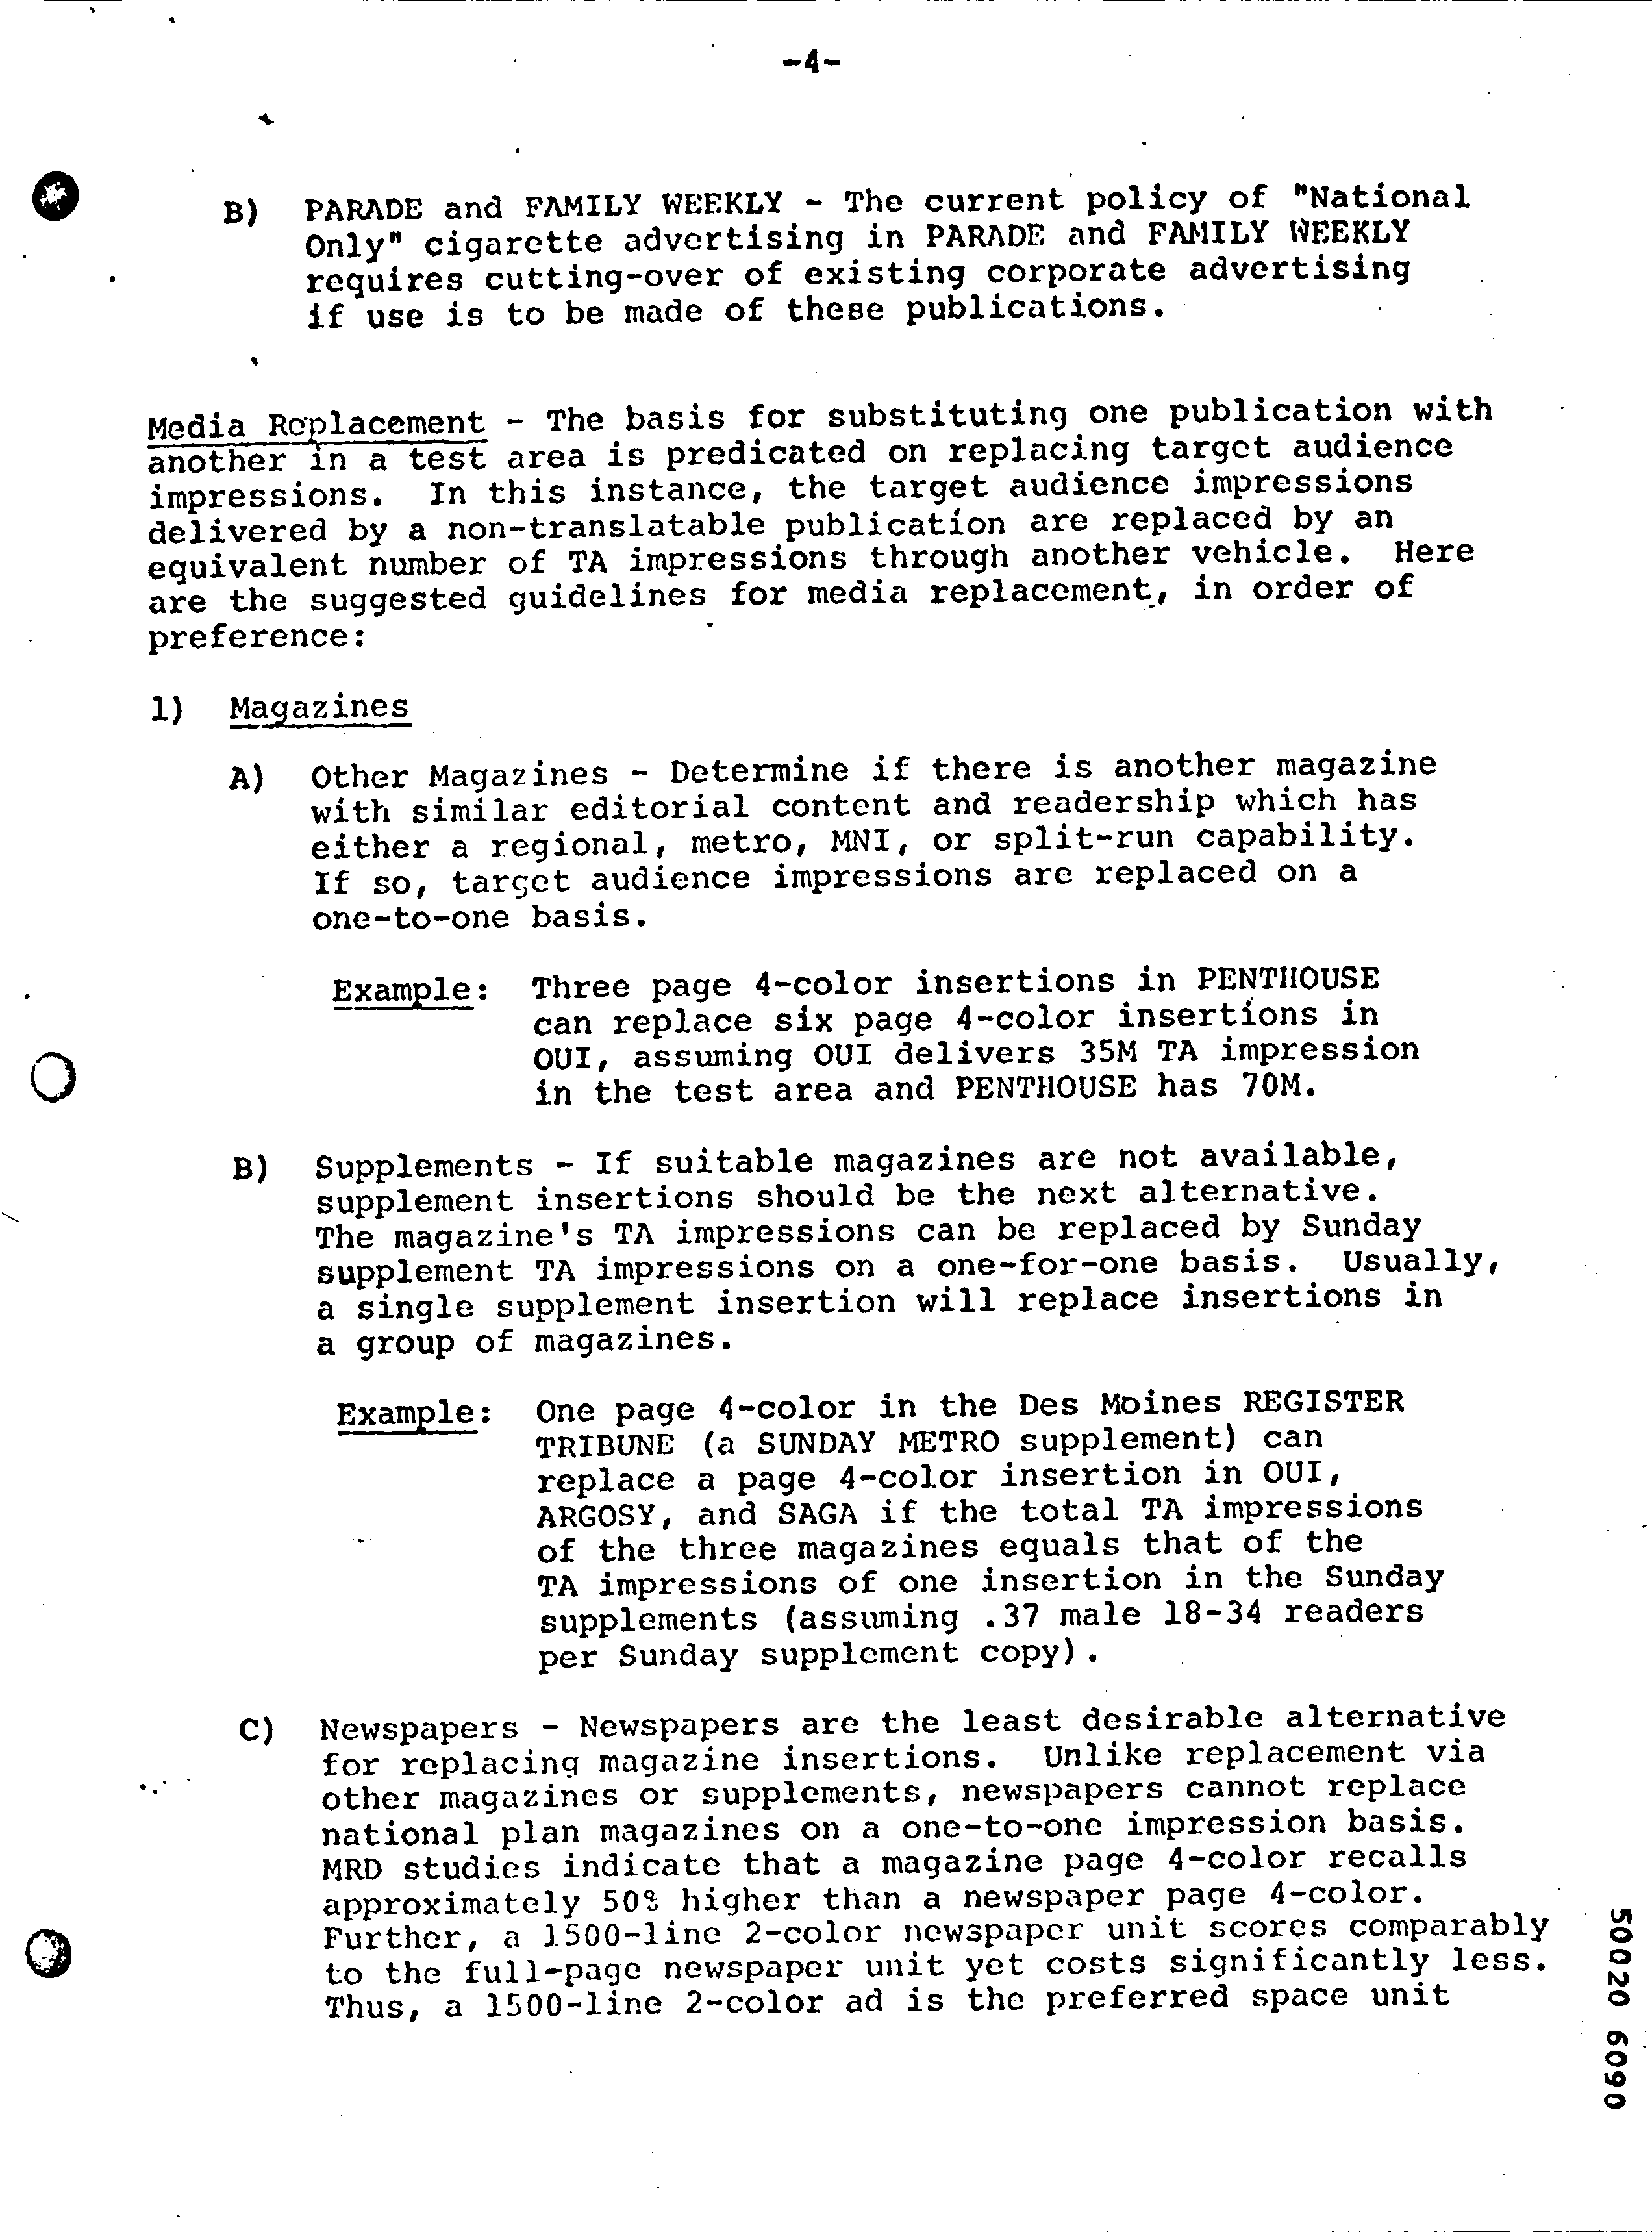 -4-
B) PARADE and FAMILY WEEKLY - The current policy of "National
Only" cigarette advertising in PARADE and FAMILY WEEKLY
requires cutting-over of existing corporate advertising
if use is to be made of these publications.
Media Replacement - The basis for substituting one publication with
another in a test area is predicated on replacing target audience
impressions. In this instance, the target audience impressions
delivered by a non-translatable publication are replaced by an
equivalent number of TA impressions through another vehicle. Here
are the suggested guidelines for media replacement, in order of
preference:
1) Magazines
A) Other Magazines - Determine if there is another magazine
with similar editorial content and readership which has
either a regional, metro, MNI, or split-run capability.
If so, target audience impressions are replaced on a
one-to-one basis.
Example: Three page 4-color insertions in PENTHOUSE
can replace six page 4-color insertions in
OUI, assuming OUI delivers 35M TA impression
in the test area and PENTHOUSE has 70M.
B) Supplements - If suitable magazines are not available,
supplement insertions should be the next alternative.
The magazine's TA impressions can be replaced by Sunday
supplement TA impressions on a one-for-one basis. Usually,
a single supplement insertion will replace insertions in
a group of magazines.
Example: One page 4-color in the Des Moines REGISTER
TRIBUNE (a SUNDAY METRO supplement) can
replace a page 4-color insertion in OUI,
ARGOSY, and SAGA if the total TA impressions
of the three magazines equals that of the
TA impressions of one insertion in the Sunday
supplements (assuming .37 male 18-34 readers
per Sunday supplement copy).
C) Newspapers - Newspapers are the least desirable alternative
for replacing magazine insertions. Unlike replacement via
other magazines or supplements, newspapers cannot replace
national plan magazines on a one-to-one impression basis.
MRD studies indicate that a magazine page 4-color recalls
approximately 50% higher than a newspaper page 4-color.
Further, a 1500-line 2-color newspaper unit scores comparably
to the full-page newspaper unit yet costs significantly less.
Thus, a 1500-line 2-color ad is the preferred space unit
50020 6090